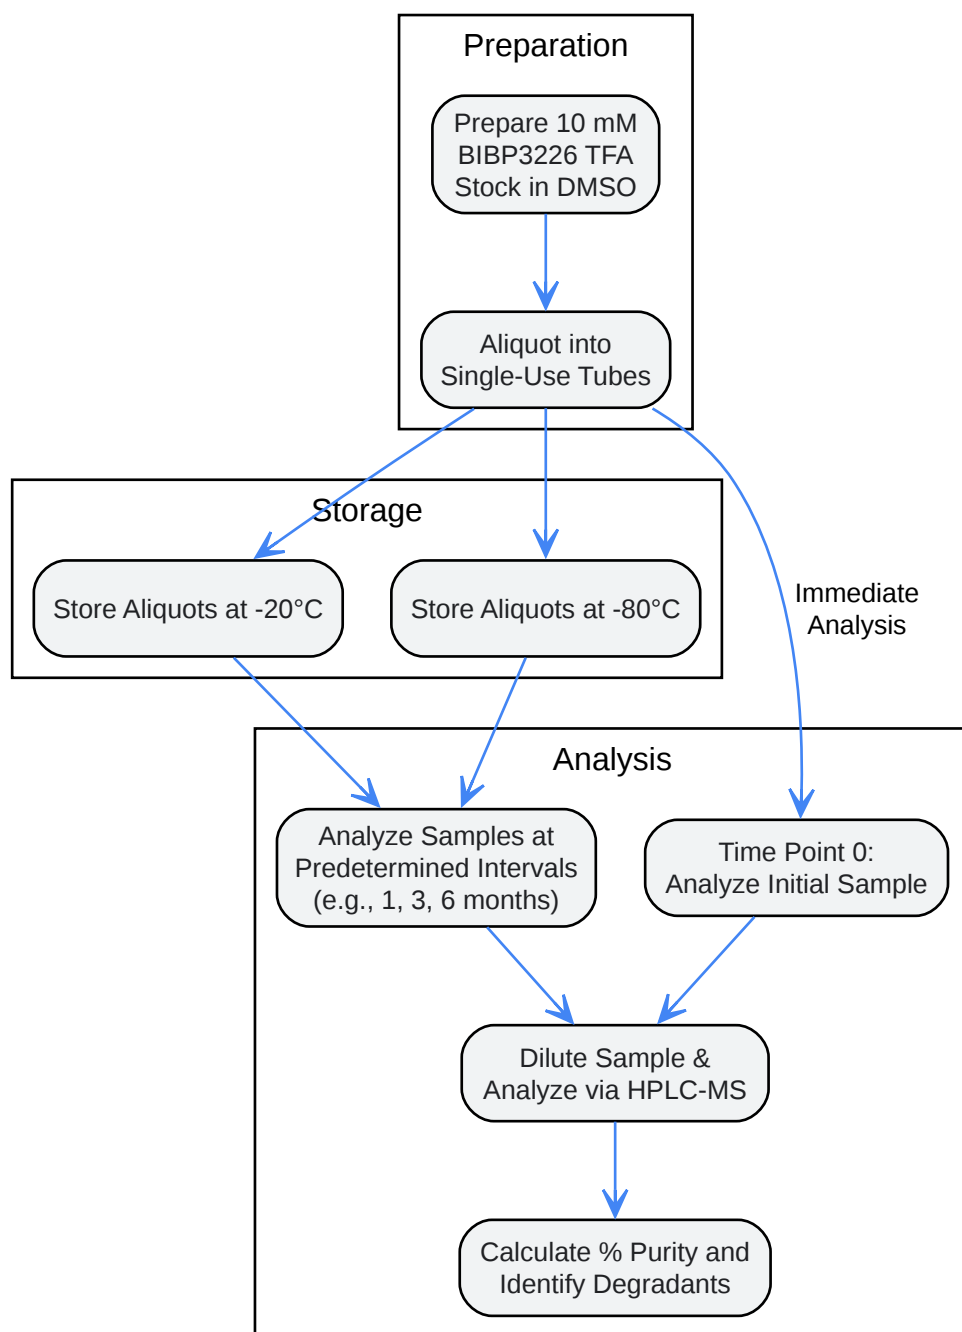 Preparation
Prepare 10 mM
BIBP3226 TFA
Stock in DMSO
Aliquot into
Single-Use Tubes
Storage
Store Aliquots at -20°C
Store Aliquots at -80°C
Immediate
Analysis
Analysis
Analyze Samples at
Predetermined Intervals
(e.g., 1, 3, 6 months)
Time Point 0:
Analyze Initial Sample
Dilute Sample &
Analyze via HPLC-MS
Calculate % Purity and
Identify Degradants